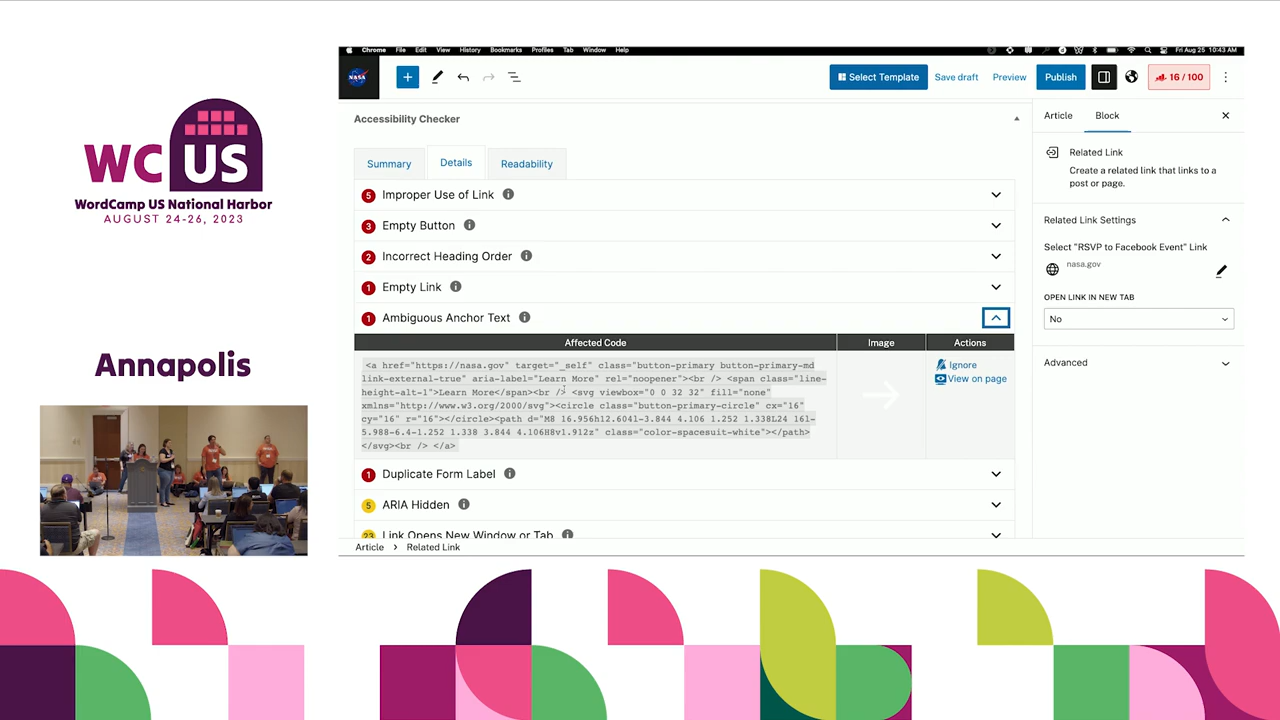 WC US
WordCamp US National Harbor
AUGUST 24-26, 2023
Annapolis
Chrome File Edit View History Bookmarks Profiles Tab Window Help
Fri Aug 25 10:43 AM
NASA
Select Template
Save draft
Preview
Publish
16 / 100
Accessibility Checker
Summary
Details
Readability
5 Improper Use of Link
3 Empty Button
2 Incorrect Heading Order
1 Empty Link
1 Ambiguous Anchor Text
Affected Code
Image
Actions
<a href="https://nasa.gov" target="_self" class="button-primary button-primary-md
link-external-true" aria-label="Learn More" rel="noopener"><br /> <span class="line-
height-alt-1">Learn More</span><br /> <svg viewbox="0 0 32 32" fill="none"
xmlns="http://www.w3.org/2000/svg"><circle class="button-primary-circle" cx="16"
cy="16" r="16"></circle><path d="M8 16.956h12.6041-3.844 4.106 1.252 1.338L24 161-
5.988-6.4-1.252 1.338 3.844 4.106H8v1.912z" class="color-spacesuit-white"></path>
</svg><br /> </a>
Ignore
View on page
1 Duplicate Form Label
5 ARIA Hidden
23 Link Opens New Window or Tab
Article > Related Link
Article
Block
Related Link
Create a related link that links to a
post or page.
Related Link Settings
Select "RSVP to Facebook Event" Link
nasa.gov
OPEN LINK IN NEW TAB
No
Advanced